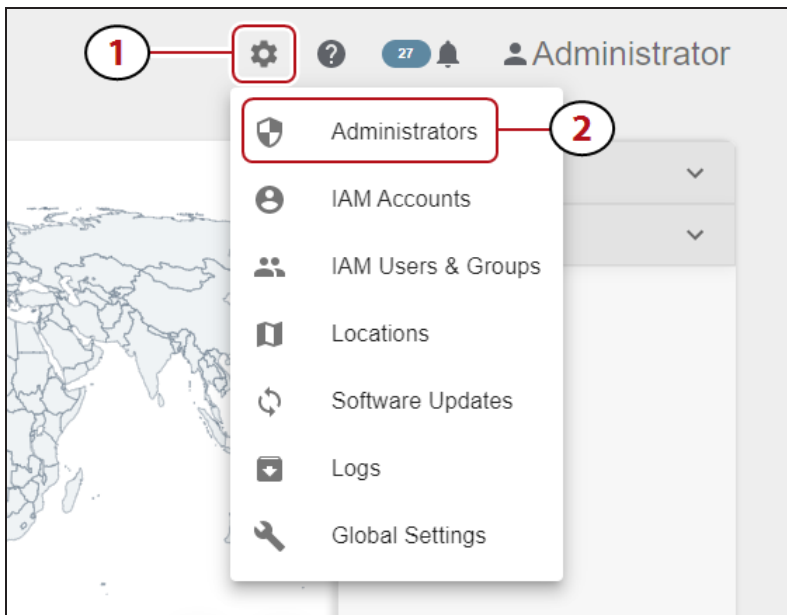 1
27
Administrator
Administrators
2
IAM Accounts
IAM Users & Groups
Locations
Software Updates
Logs
Global Settings